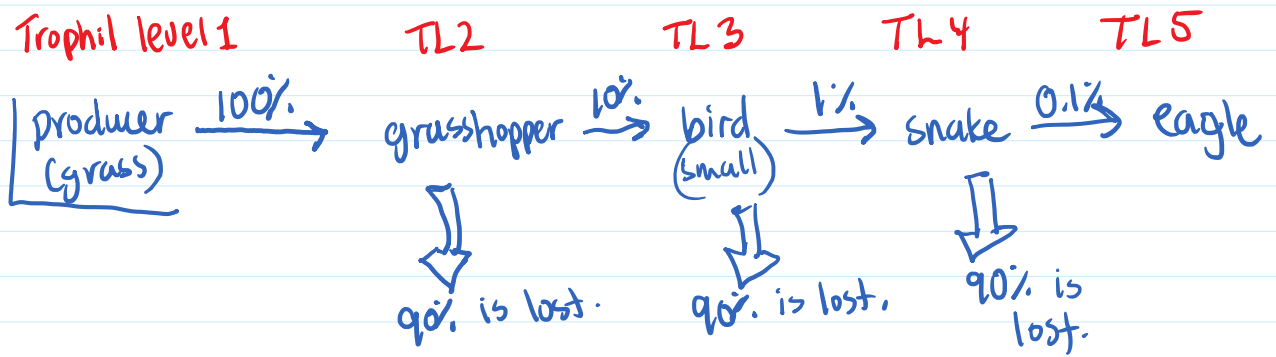 Trophil level 1 TL2 TL3 TL4 TL5
100% 10% 1% 0.1%
producer grasshopper bird snake eagle
(grass) (small)
90% is lost. 90% is lost. 90% is
lost.